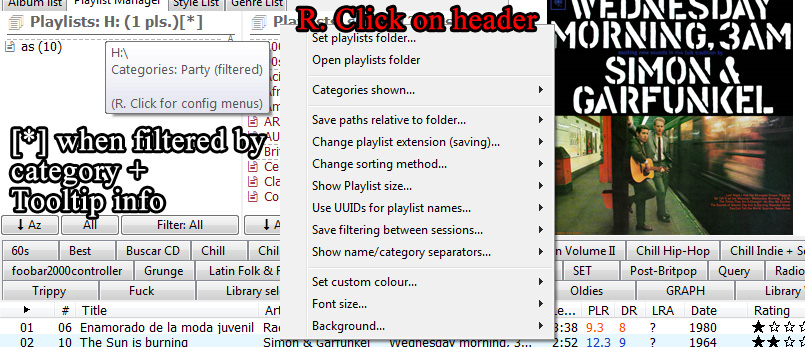 Album list Playlist Manager Style List Genre List
Playlists: H: (1 pls.)[*]
R. Click on header
as (10)
H:\
Categories: Party (filtered)
(R. Click for config menus)
[*] when filtered by
category +
Tooltip info
Set playlists folder...
Open playlists folder
Categories shown...
Save paths relative to folder...
Change playlist extension (saving)...
Change sorting method...
Show Playlist size...
Use UUIDs for playlist names...
Save filtering between sessions...
Show name/category separators...
Set custom colour...
Font size...
Background...
WEDNESDAY
MORNING, 3AM
SIMON &
GARFUNKEL
Az All Filter: All
60s Best Buscar CD Chill Volume II Chill Hip-Hop Chill Indie + S
foobar2000controller Grunge Latin Folk & SET Post-Britpop Query Radio
Trippy Fuck Library Oldies GRAPH Library
# Title PLR DR LRA Date Rating
01 06 Enamorado de la moda juvenil 3:38 9.3 8 ? 1980
02 10 The Sun is burning Simon & Garfunkel Wednesday morning, 3... 2:52 12.3 9 ? 1964